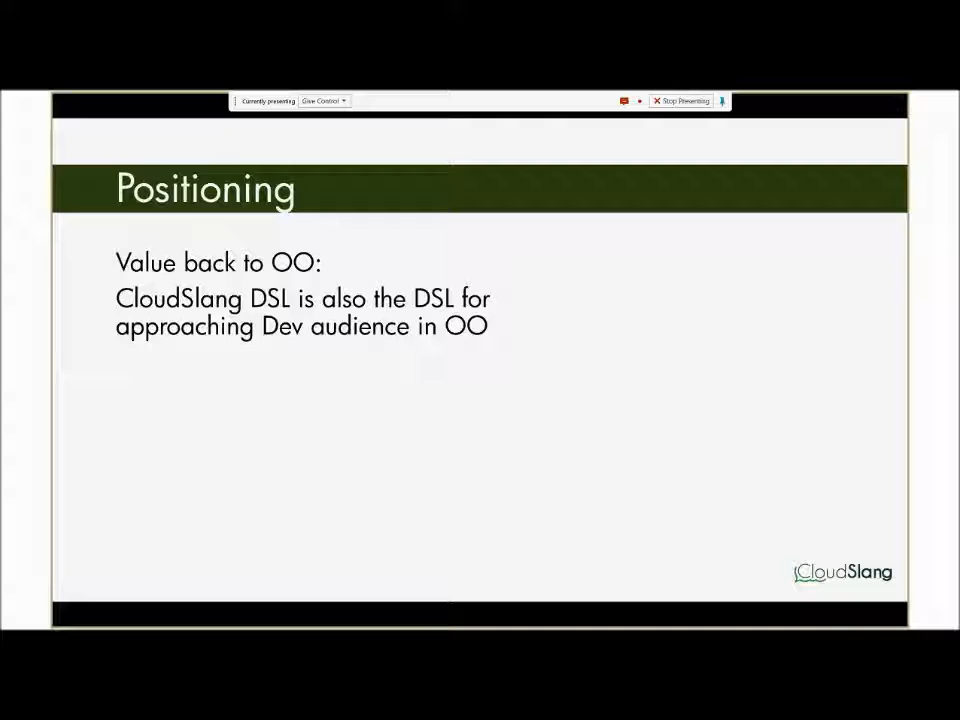 Currently presenting Give Control Stop Presenting
Positioning
Value back to OO:
CloudSlang DSL is also the DSL for
approaching Dev audience in OO
CloudSlang